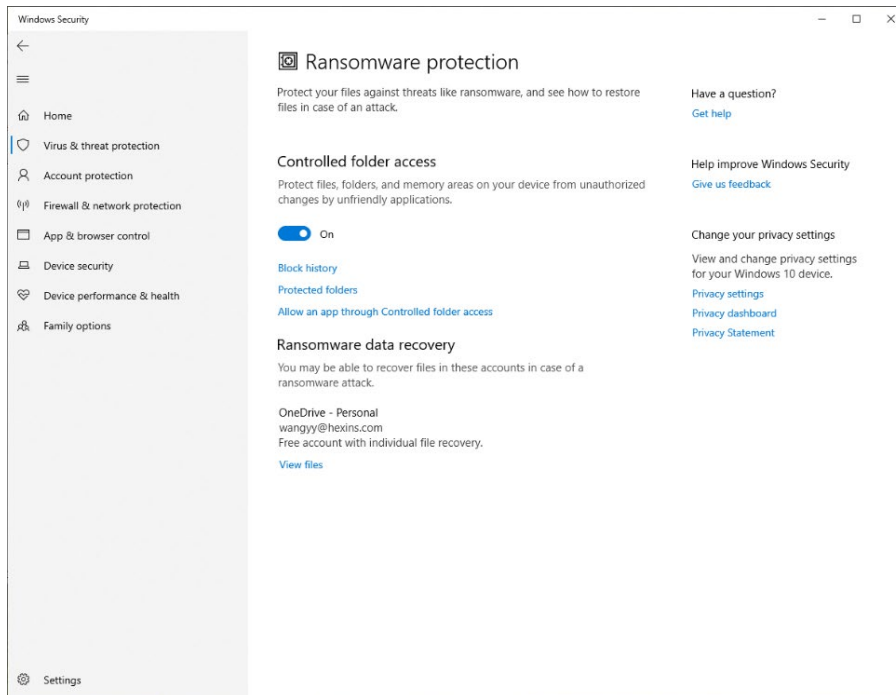 Windows Security
Home
Virus & threat protection
Account protection
Firewall & network protection
App & browser control
Device security
Device performance & health
Family options
Settings
Ransomware protection
Protect your files against threats like ransomware, and see how to restore
files in case of an attack.
Controlled folder access
Protect files, folders, and memory areas on your device from unauthorized
changes by unfriendly applications.
On
Block history
Protected folders
Allow an app through Controlled folder access
Ransomware data recovery
You may be able to recover files in these accounts in case of a
ransomware attack.
OneDrive - Personal
wangyy@hexins.com
Free account with individual file recovery.
View files
Have a question?
Get help
Help improve Windows Security
Give us feedback
Change your privacy settings
View and change privacy settings
for your Windows 10 device.
Privacy settings
Privacy dashboard
Privacy Statement